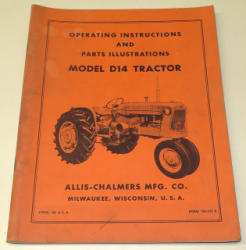 OPERATING INSTRUCTIONS
AND
PARTS ILLUSTRATIONS
MODEL D14 TRACTOR
ALLIS-CHALMERS MFG. CO.
MILWAUKEE, WISCONSIN, U. S. A.